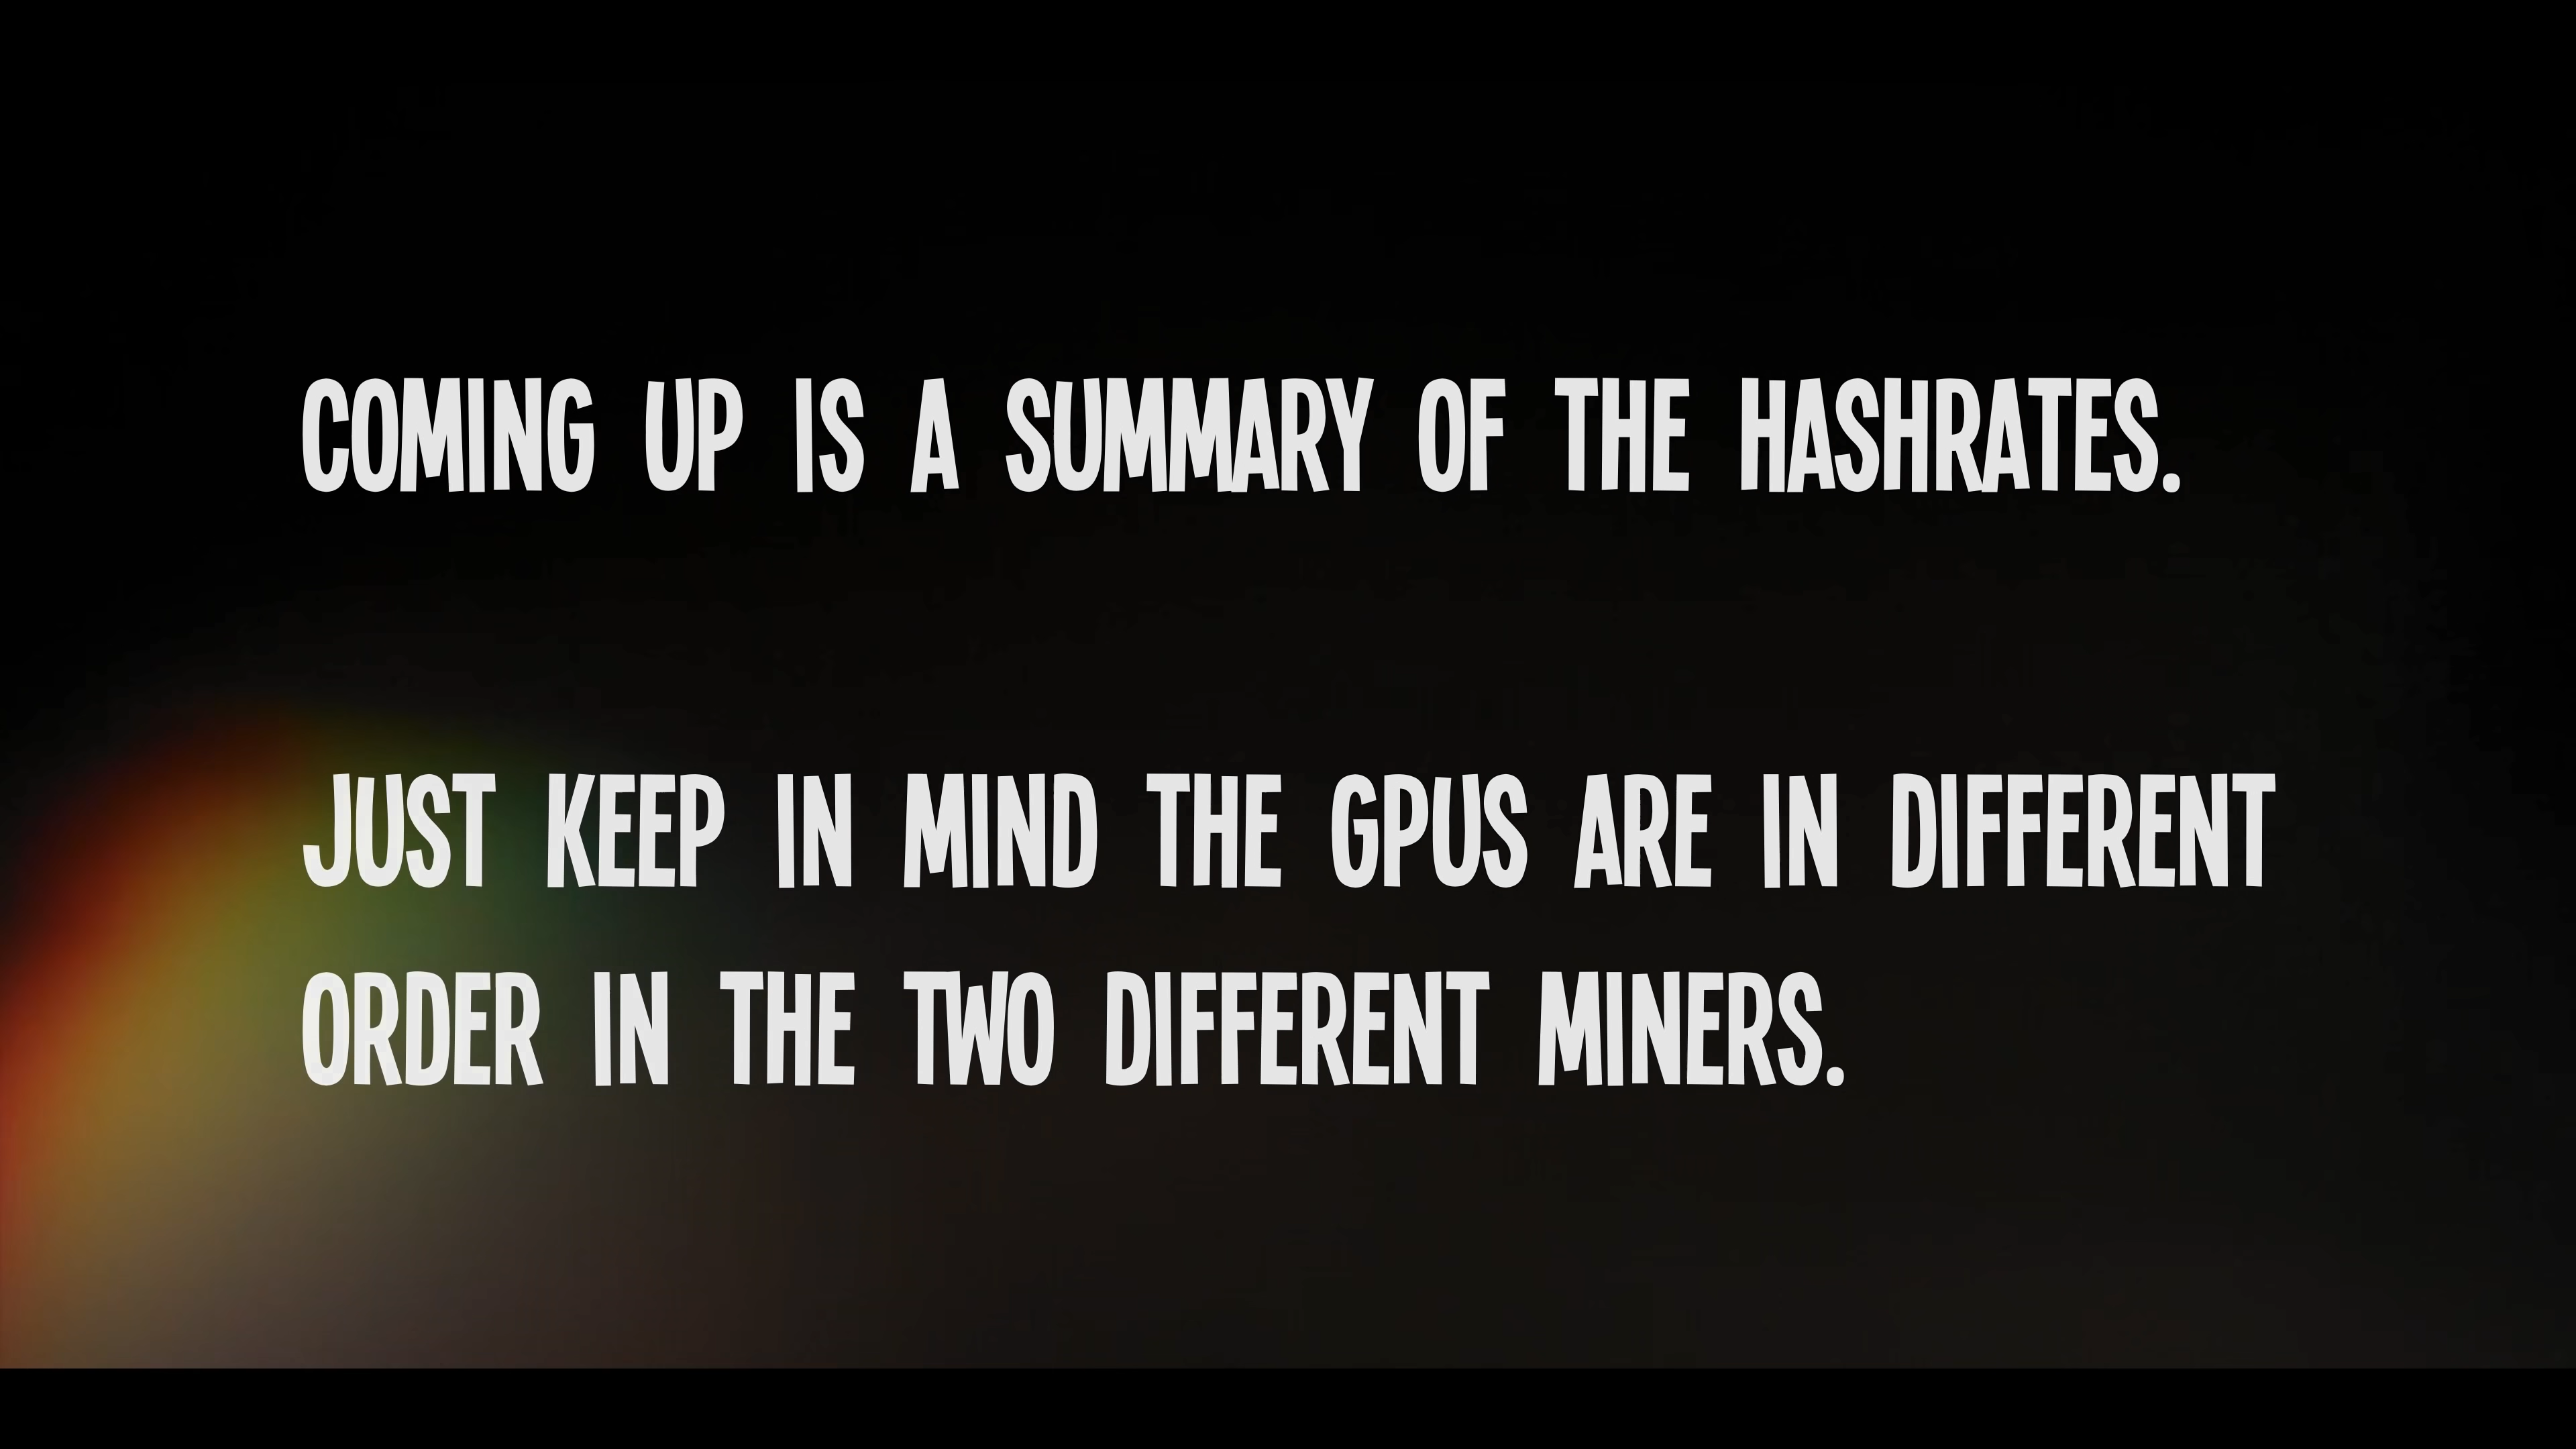 COMING UP IS A SUMMARY OF THE HASHRATES.
JUST KEEP IN MIND THE GPUS ARE IN DIFFERENT
ORDER IN THE TWO DIFFERENT MINERS.